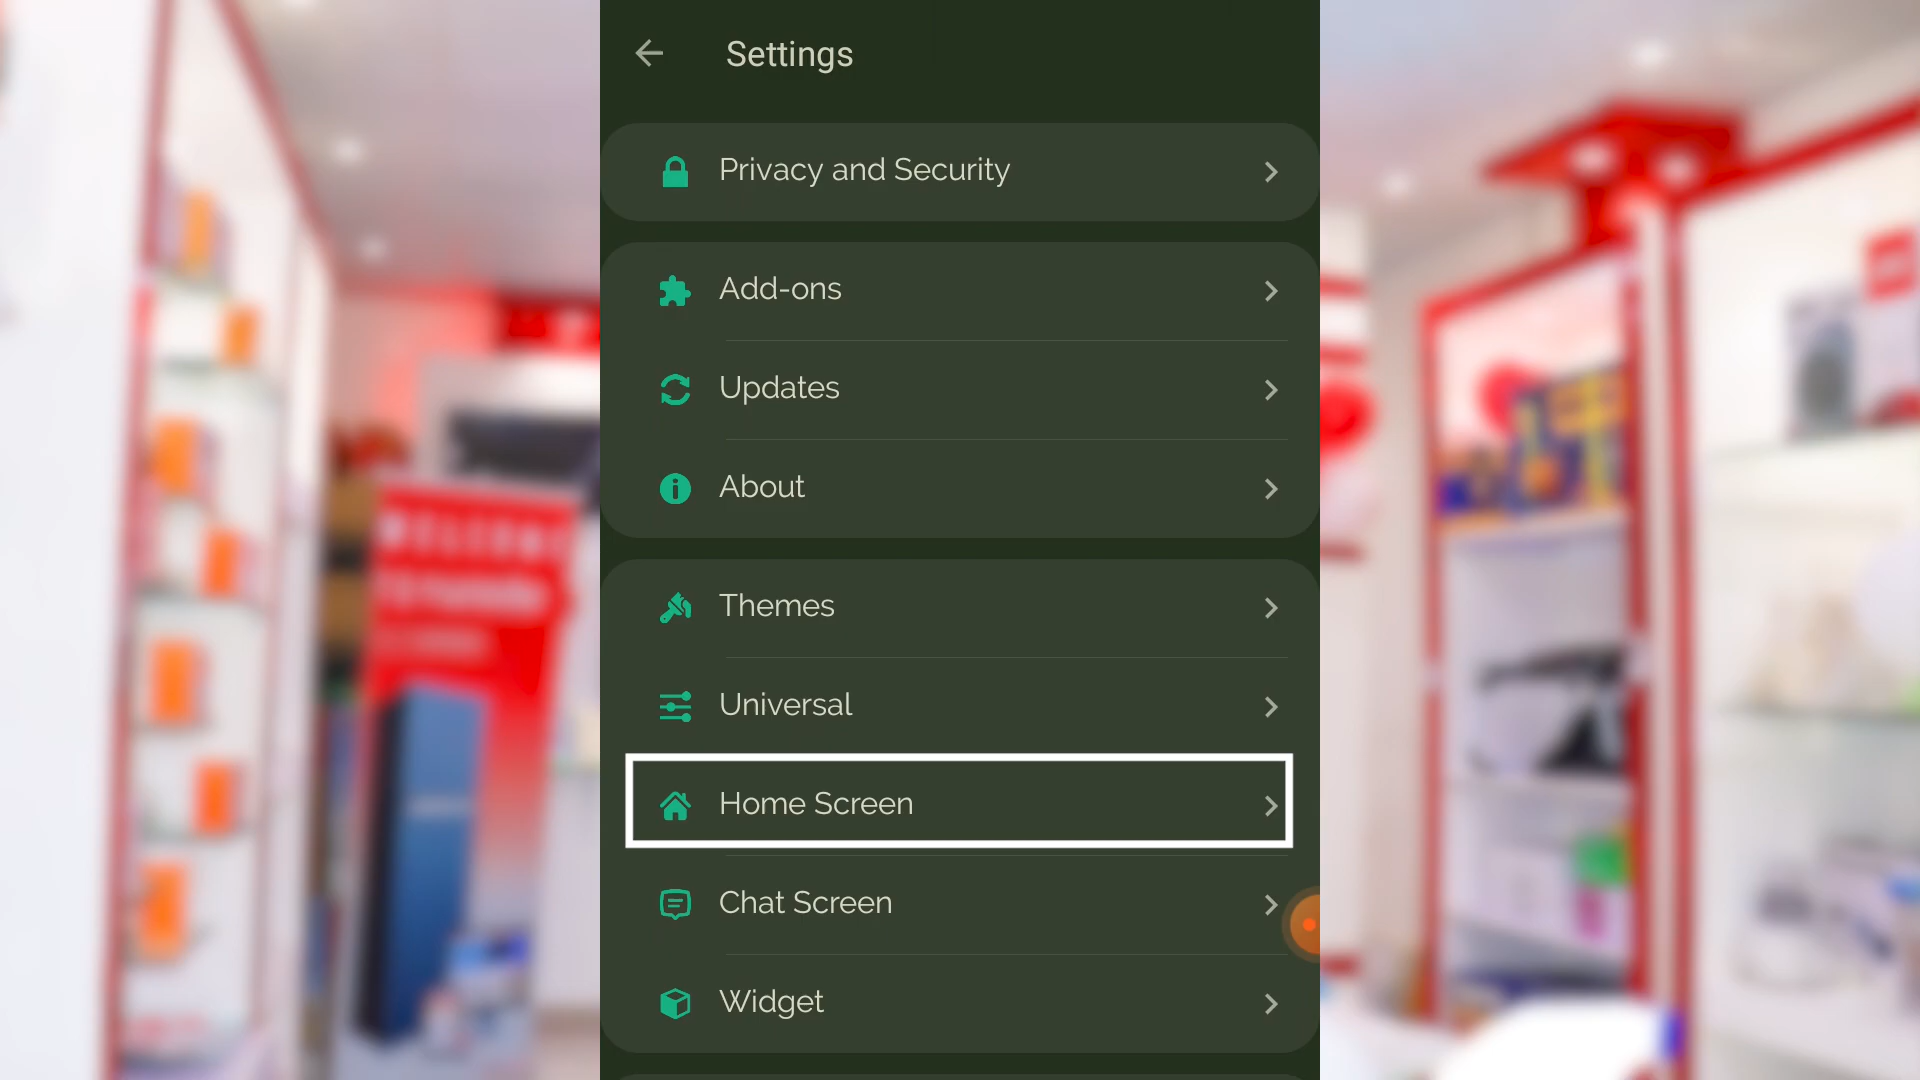 Settings
Privacy and Security
Add-ons
Updates
About
Themes
Universal
Home Screen
Chat Screen
Widget